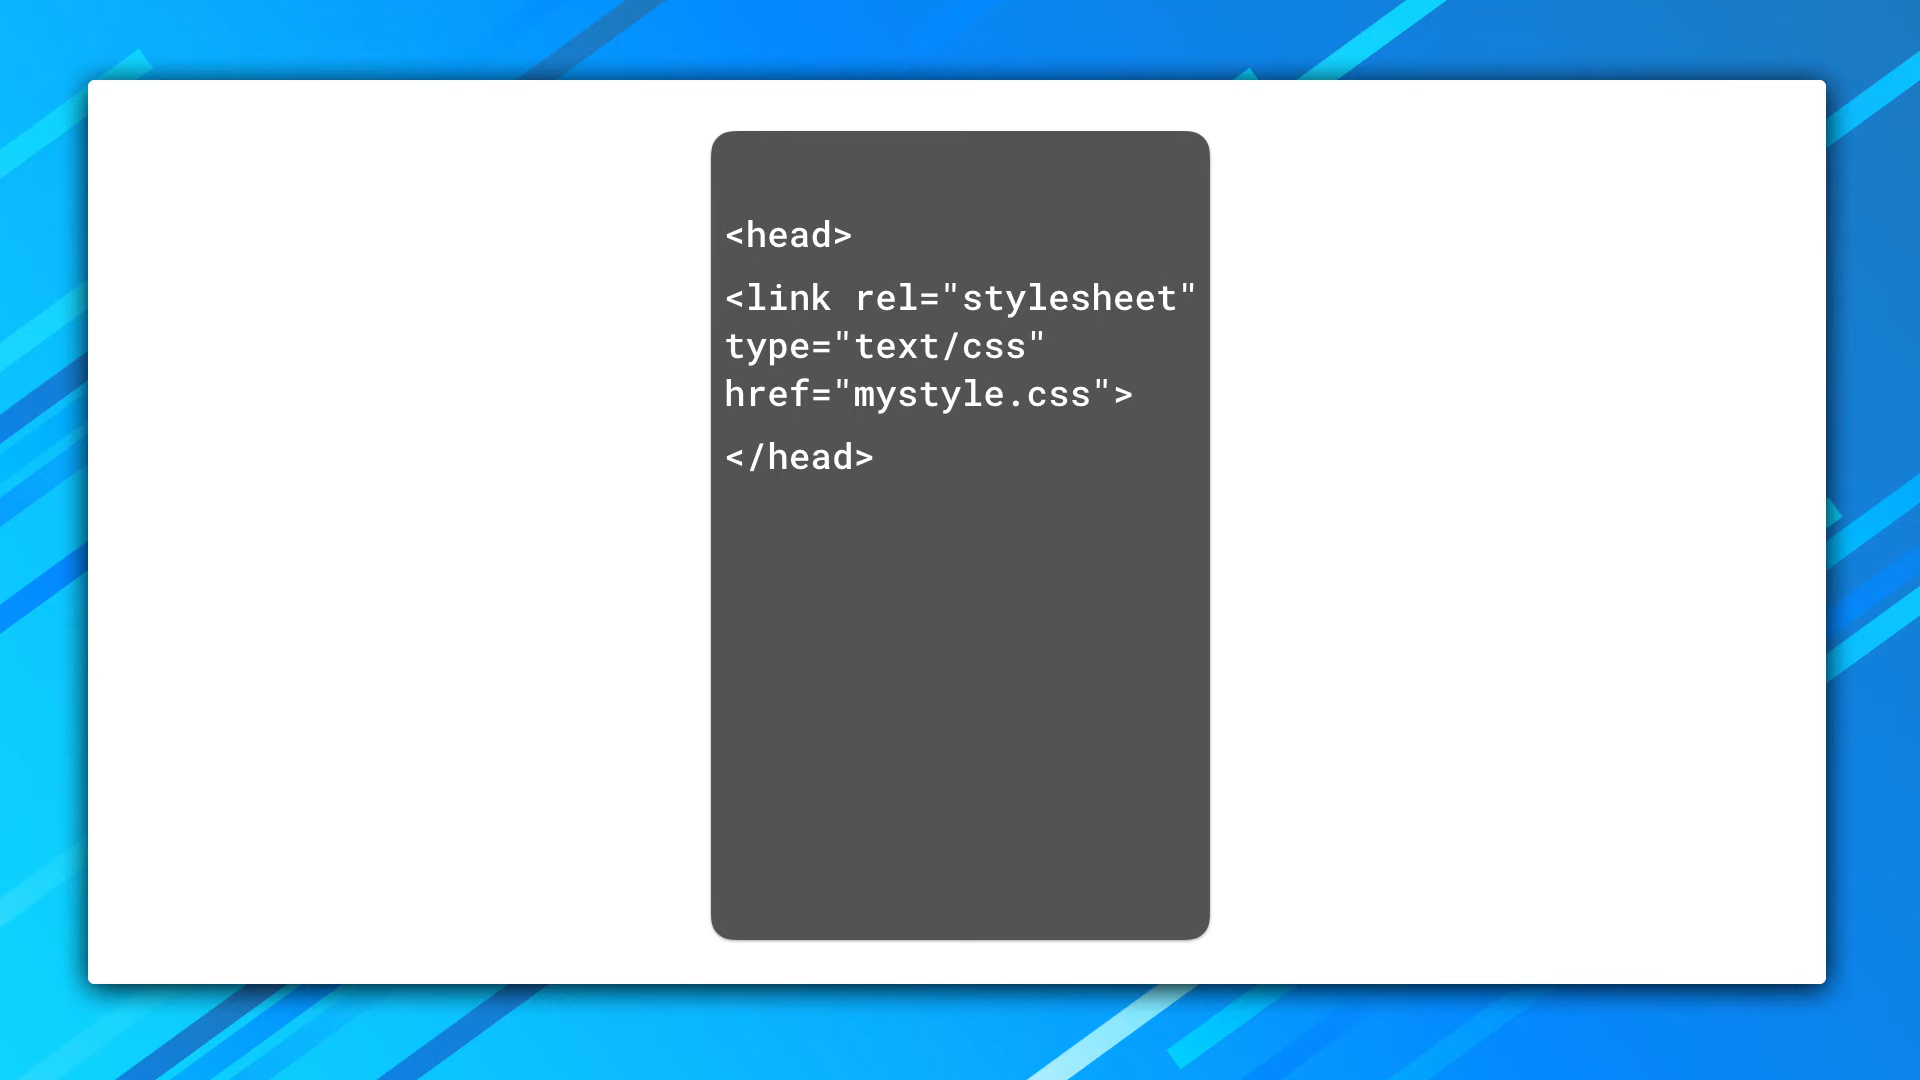 <head>
<link rel="stylesheet"
type="text/css"
href="mystyle.css">
</head>